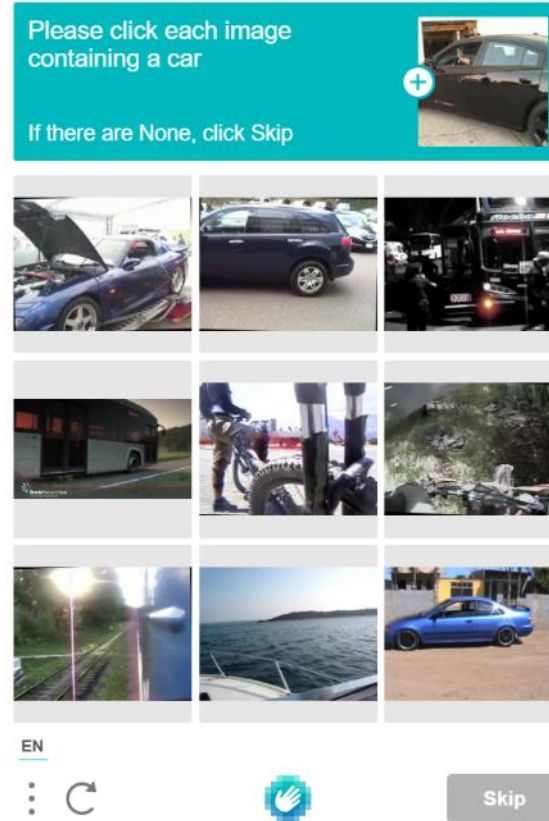 Please click each image
containing a car
If there are None, click Skip
EN
Skip